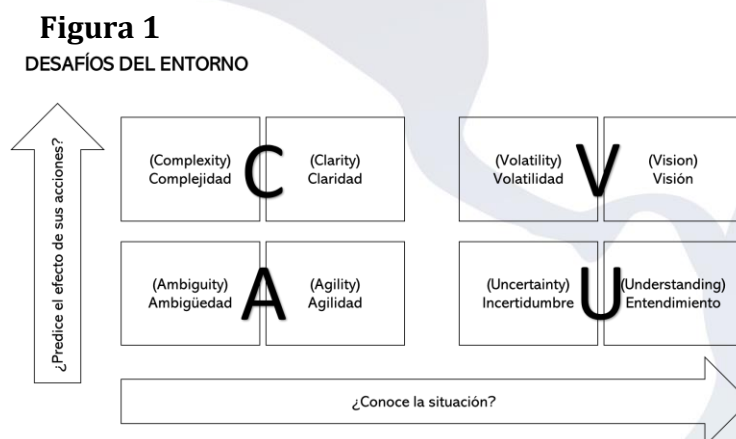 Figura 1
DESAFÍOS DEL ENTORNO
¿Predice el efecto de sus acciones?
(Complexity)
Complejidad
C
(Clarity)
Claridad
(Volatility)
Volatilidad
V
(Vision)
Visión
(Ambiguity)
Ambigüedad
A
(Agility)
Agilidad
(Uncertainty)
Incertidumbre
U
(Understanding)
Entendimiento
¿Conoce la situación?